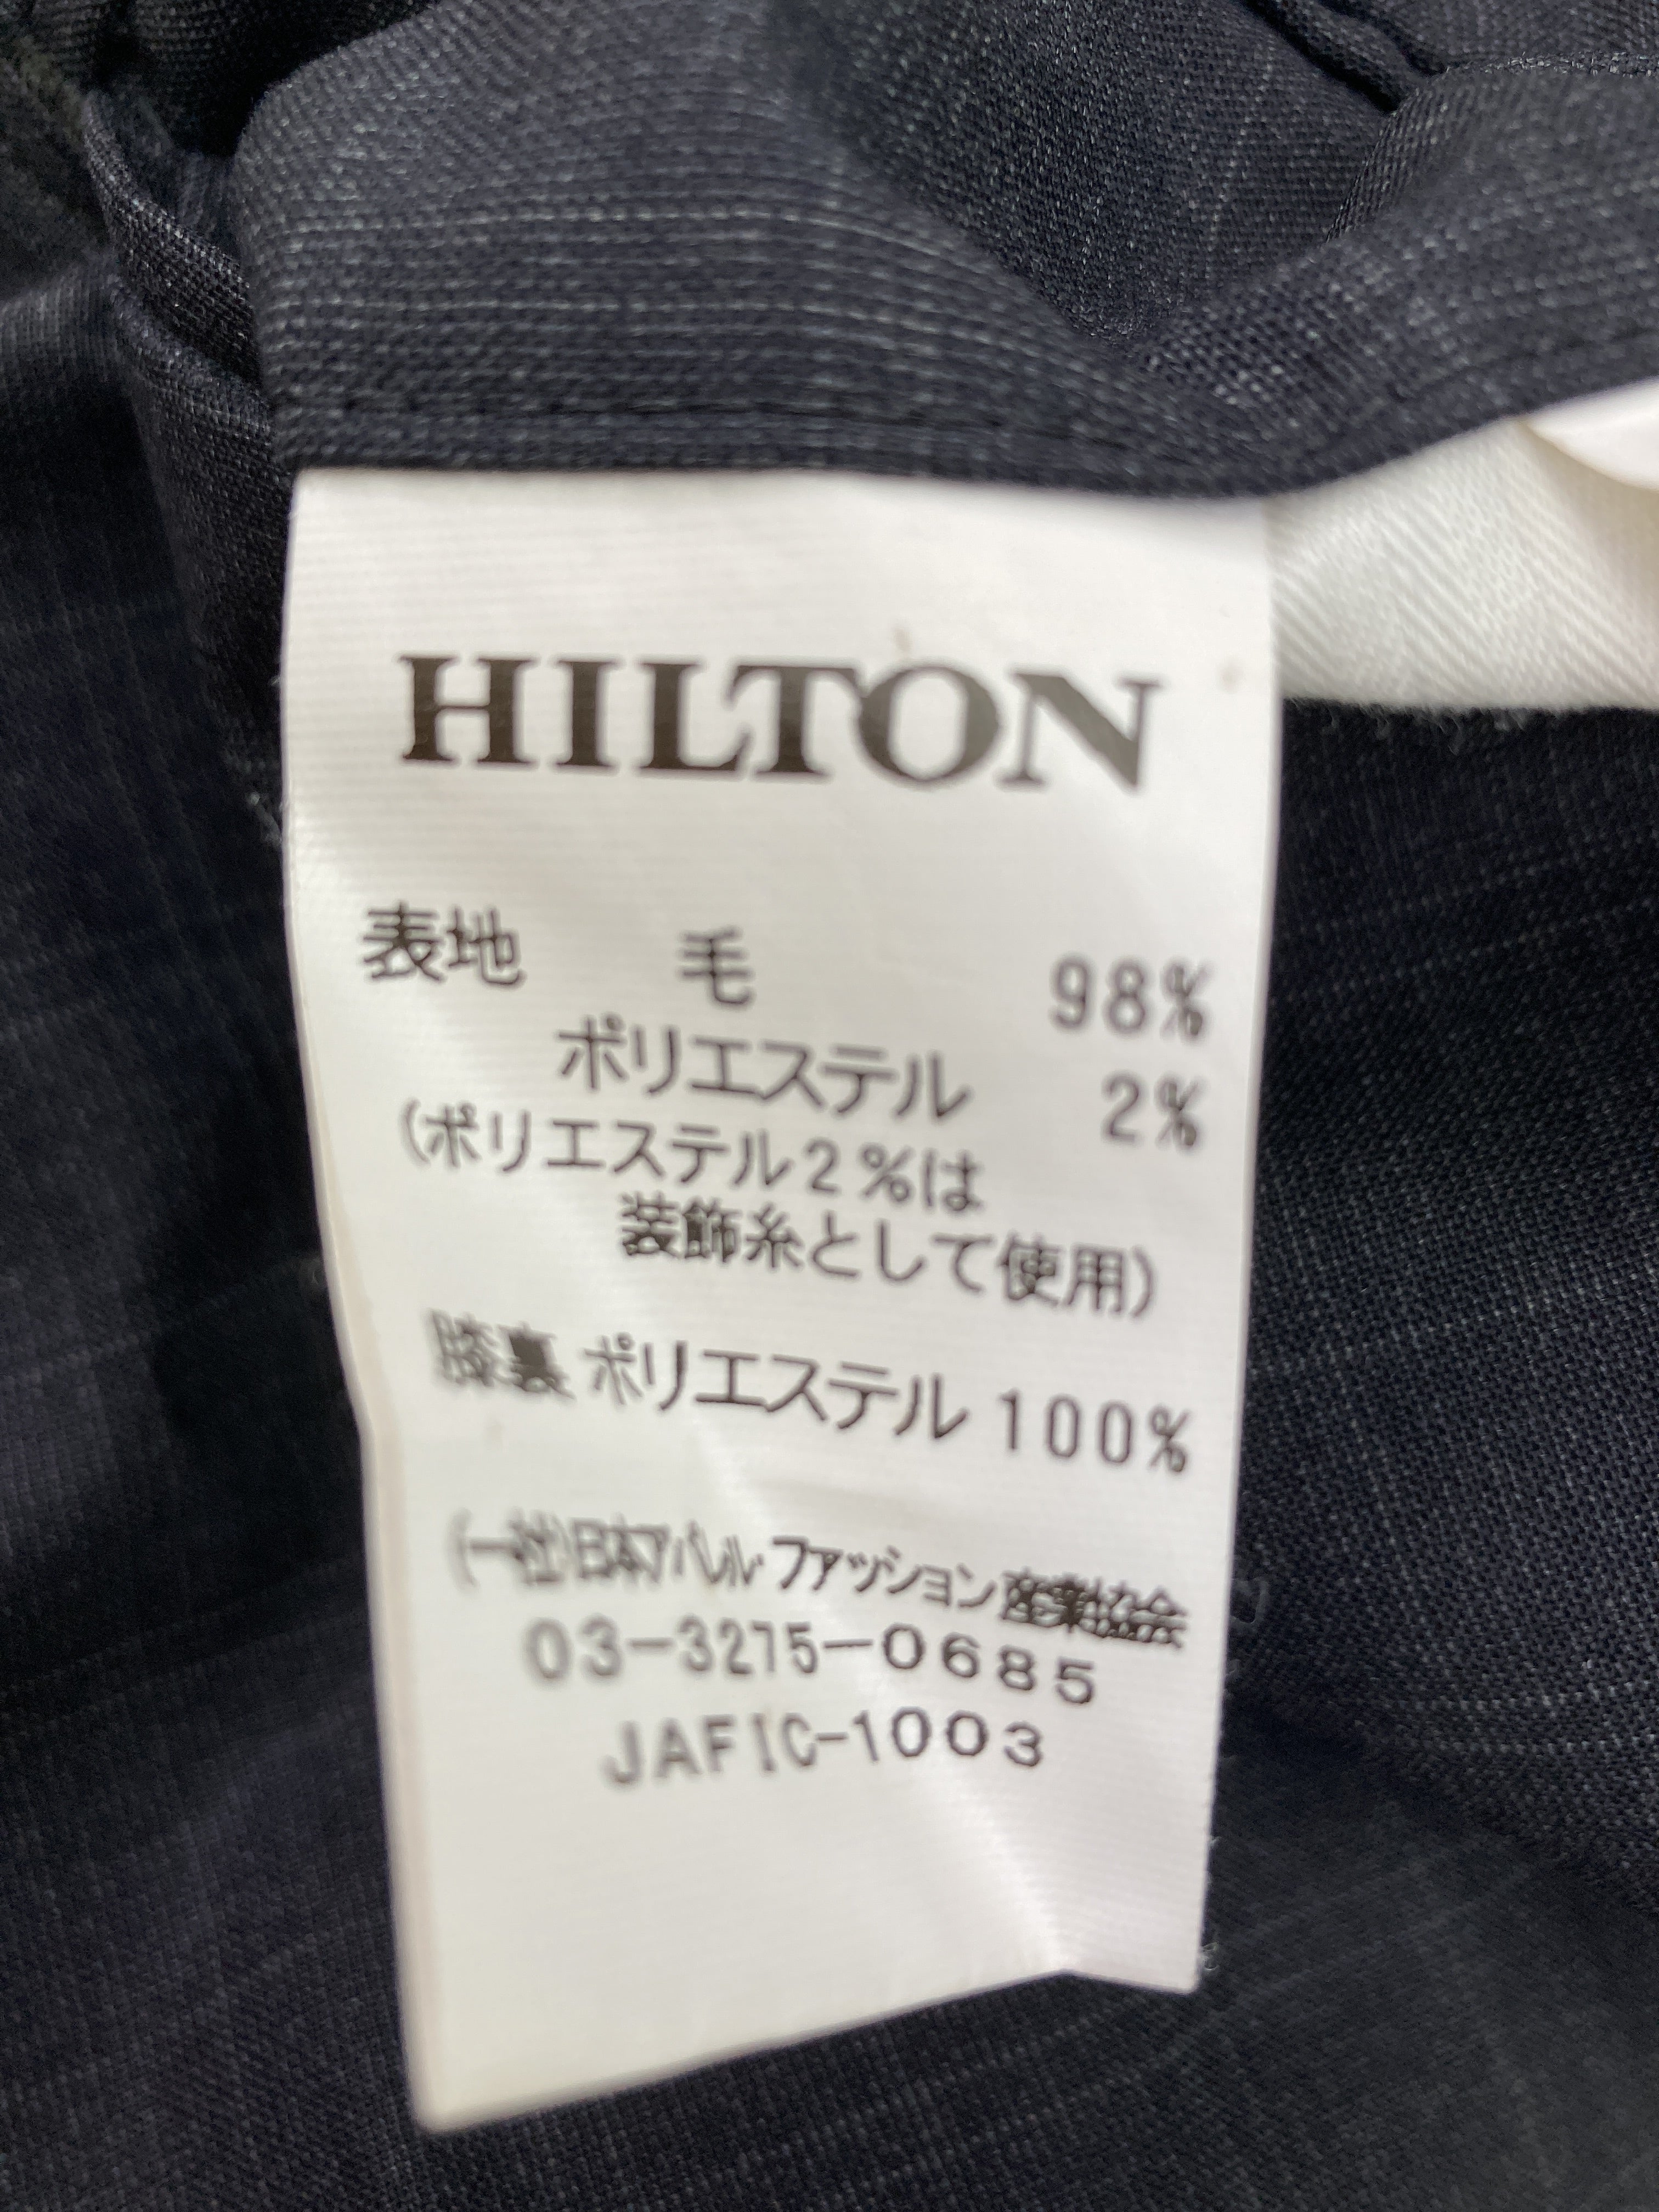 HILTON
表地 毛 98%
ポリエステル 2%
(ポリエステル2%は
装飾糸として使用)
膝裏 ポリエステル 100%
(一社)日本アパレル・ファッション産業協会
03-3275-0685
JAFIC-1003